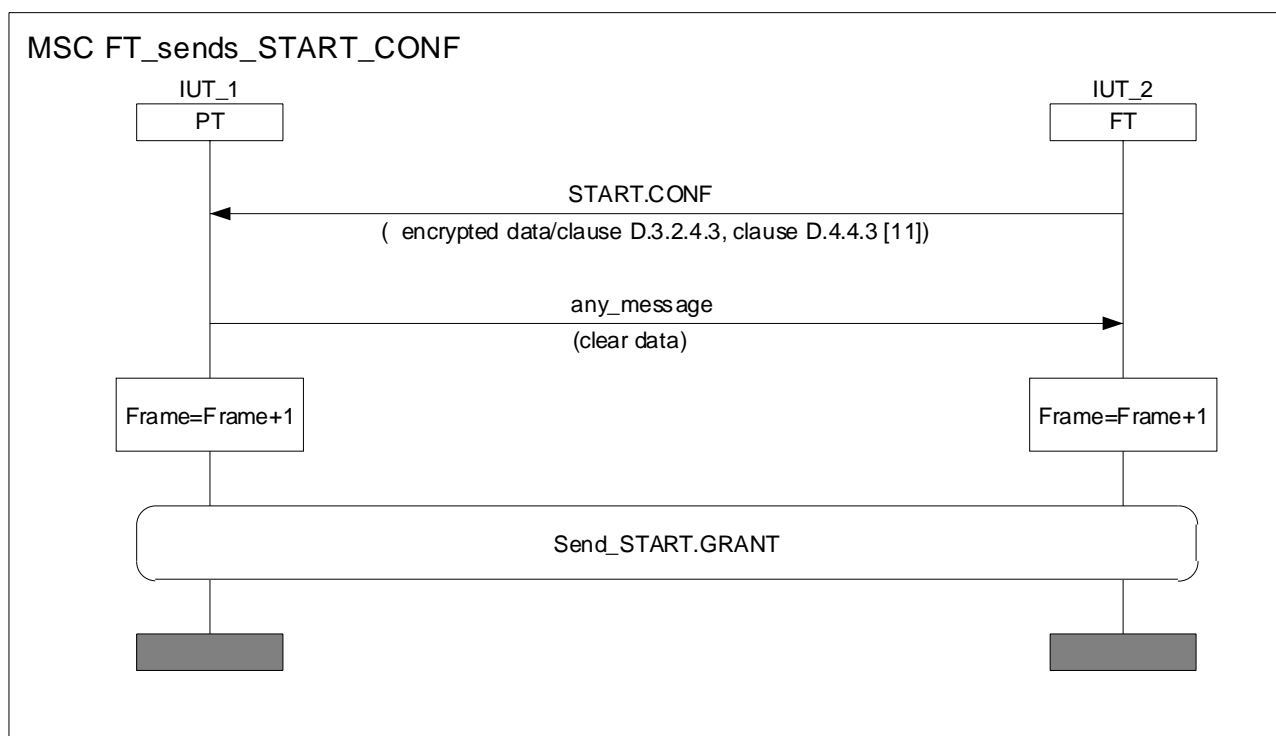 MSC FT_sends_START_CONF
IUT_1
IUT_2
PT
FT
START.CONF
( encrypted data/clause D.3.2.4.3, clause D.4.4.3 [11])
any_message
(clear data)
Frame=Frame+1
Frame=Frame+1
Send_START.GRANT